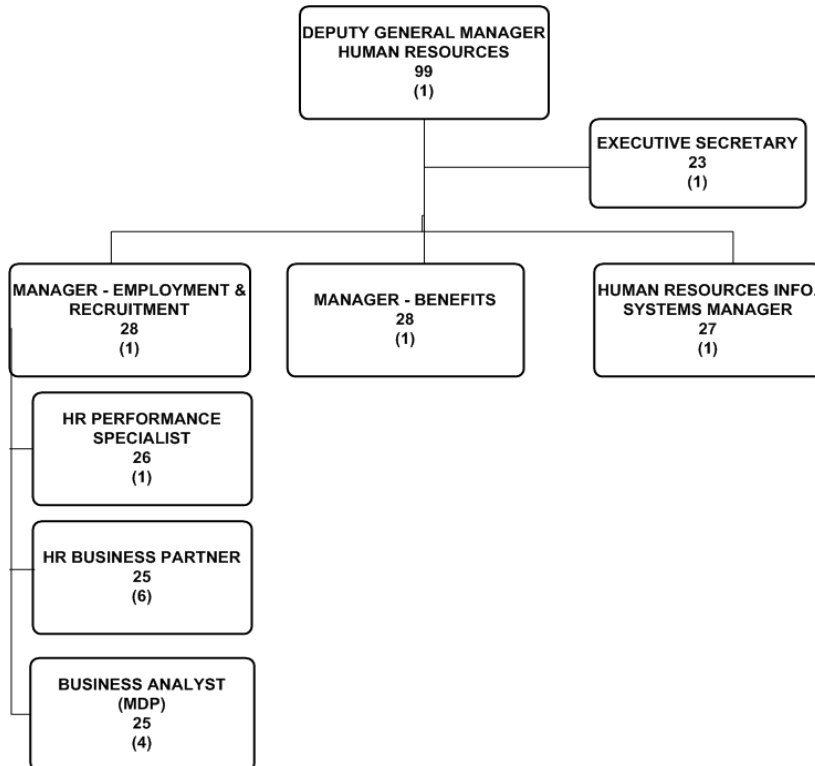 DEPUTY GENERAL MANAGER
HUMAN RESOURCES
99
(1)
EXECUTIVE SECRETARY
23
(1)
MANAGER - EMPLOYMENT &
RECRUITMENT
28
(1)
MANAGER - BENEFITS
28
(1)
HUMAN RESOURCES INFO.
SYSTEMS MANAGER
27
(1)
HR PERFORMANCE
SPECIALIST
26
(1)
HR BUSINESS PARTNER
25
(6)
BUSINESS ANALYST
(MDP)
25
(4)